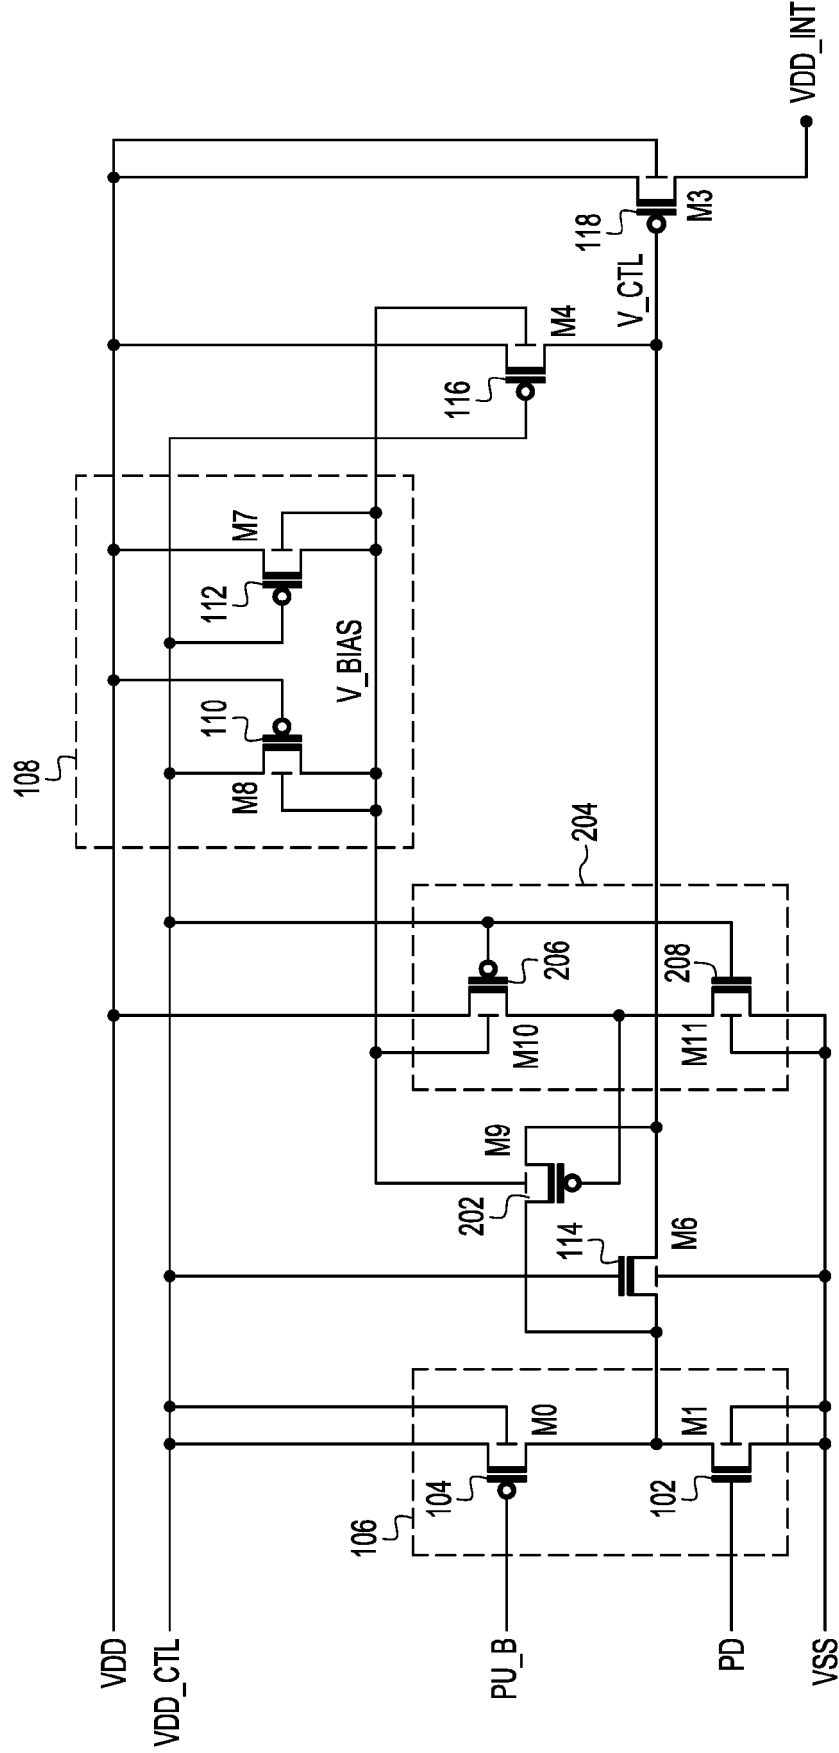 VDD
VDD_CTL
PU_B
PD
VSS
106
104
M0
102
M1
114
M6
202
M9
204
M10
206
M11
208
108
M8
110
V_BIAS
112
M7
116
M4
V_CTL
118
M3
VDD_INT